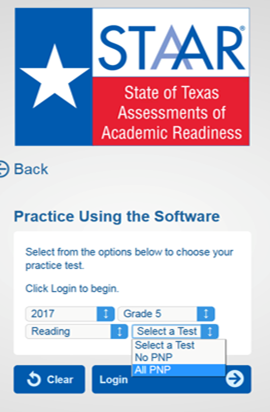 STAAR®
State of Texas
Assessments of
Academic Readiness
Back
Practice Using the Software
Select from the options below to choose your
practice test.
Click Login to begin.
2017 Grade 5
Reading Select a Test
Select a Test
No PNP
All PNP
Clear Login